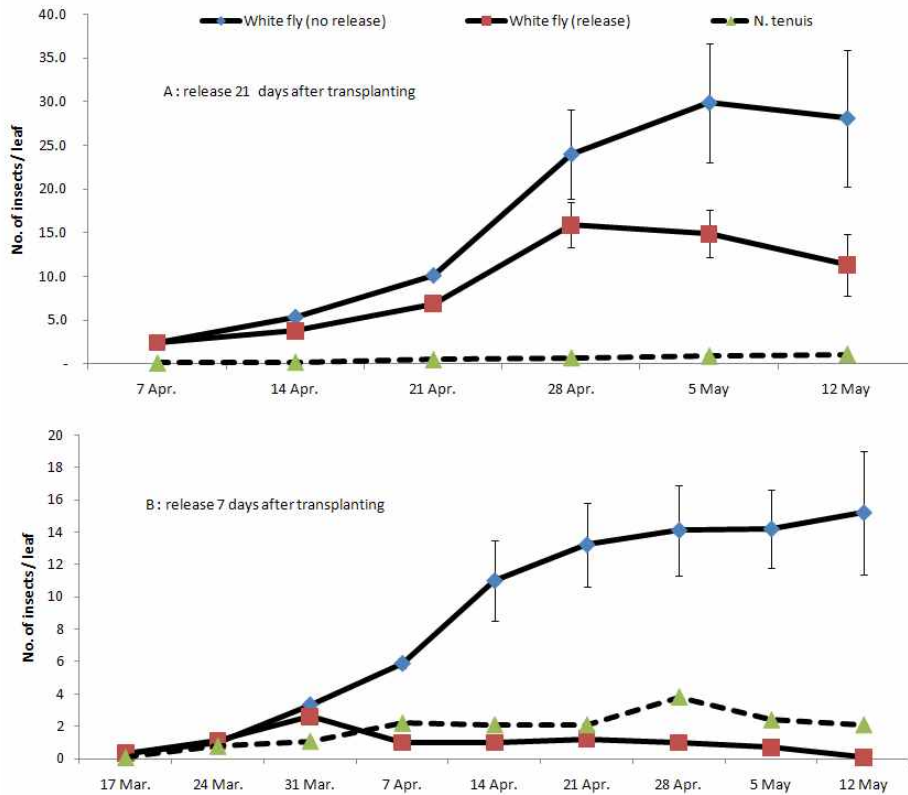 White fly (no release) White fly (release) N. tenuis
40.0
35.0
30.0
25.0
20.0
15.0
10.0
5.0
-
No. of insects / leaf
A : release 21 days after transplanting
7 Apr. 14 Apr. 21 Apr. 28 Apr. 5 May 12 May
16
14
12
10
8
6
4
2
0
No. of insects / leaf
B : release 7 days after transplanting
17 Mar. 24 Mar. 31 Mar. 7 Apr. 14 Apr. 21 Apr. 28 Apr. 5 May 12 May